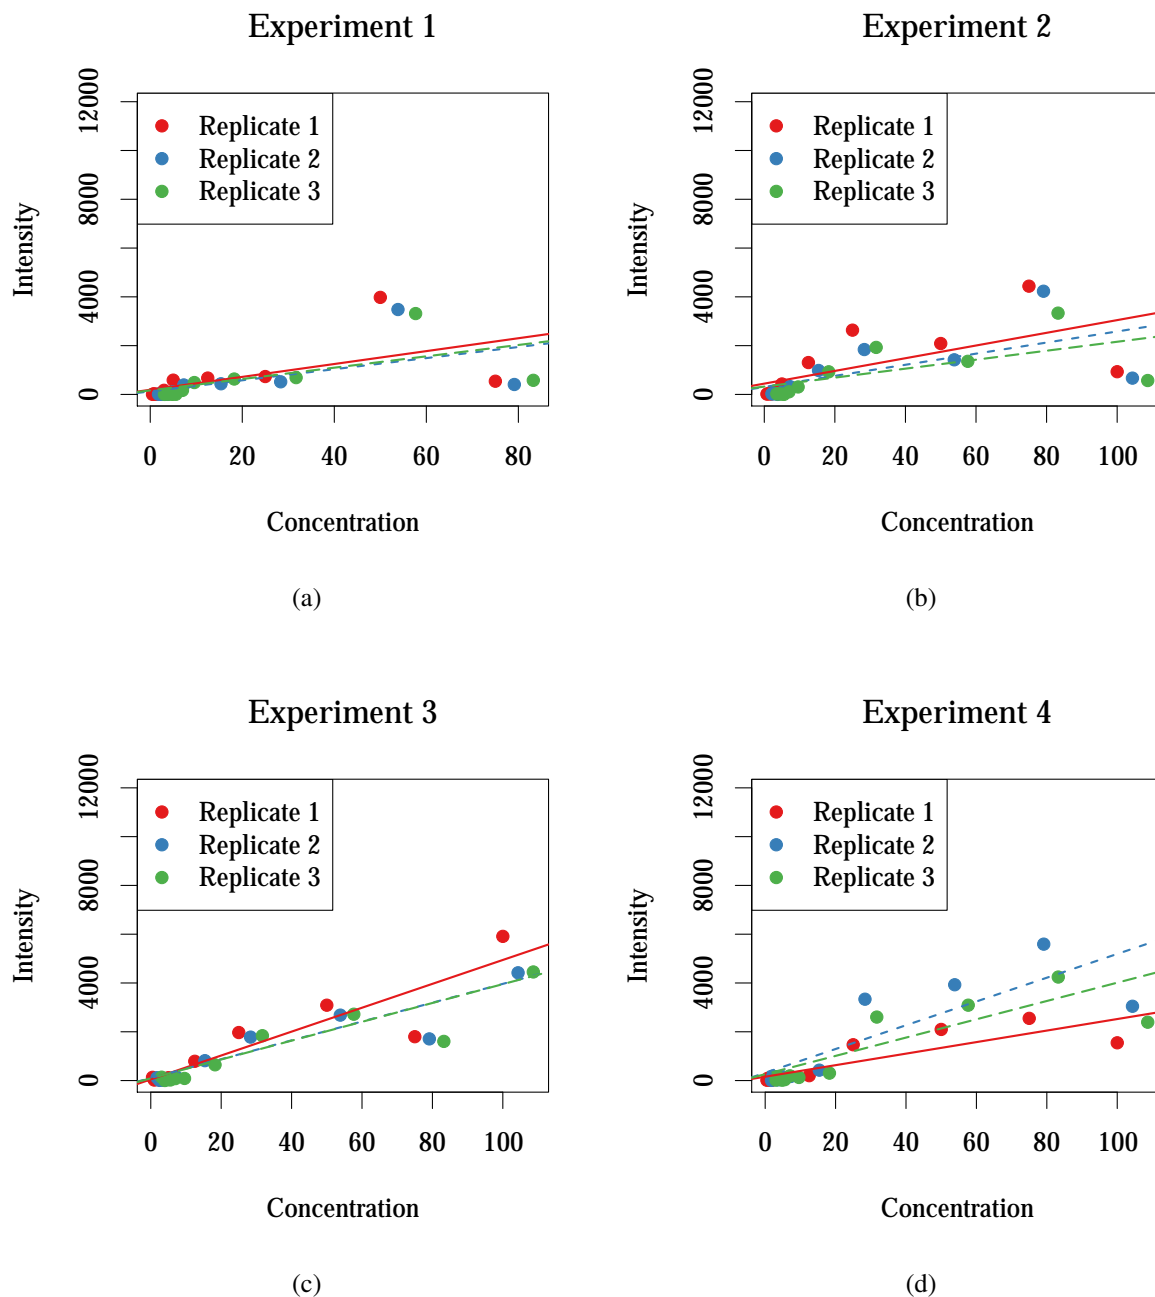 Experiment 1
12000
8000
4000
0
Intensity
Replicate 1
Replicate 2
Replicate 3
0 20 40 60 80
Concentration
(a)
Experiment 2
12000
8000
4000
0
Intensity
Replicate 1
Replicate 2
Replicate 3
0 20 40 60 80 100
Concentration
(b)
Experiment 3
12000
8000
4000
0
Intensity
Replicate 1
Replicate 2
Replicate 3
0 20 40 60 80 100
Concentration
(c)
Experiment 4
12000
8000
4000
0
Intensity
Replicate 1
Replicate 2
Replicate 3
0 20 40 60 80 100
Concentration
(d)